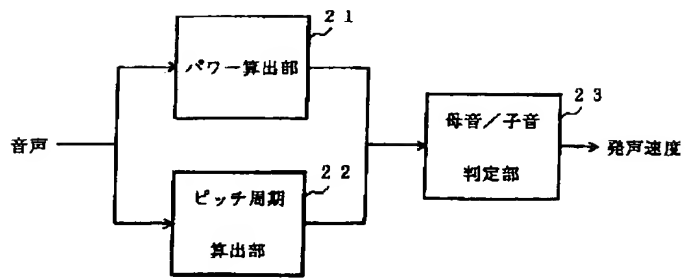 21
パワー算出部
音声
23
母音/子音
判定部
発声速度
22
ピッチ周期
算出部